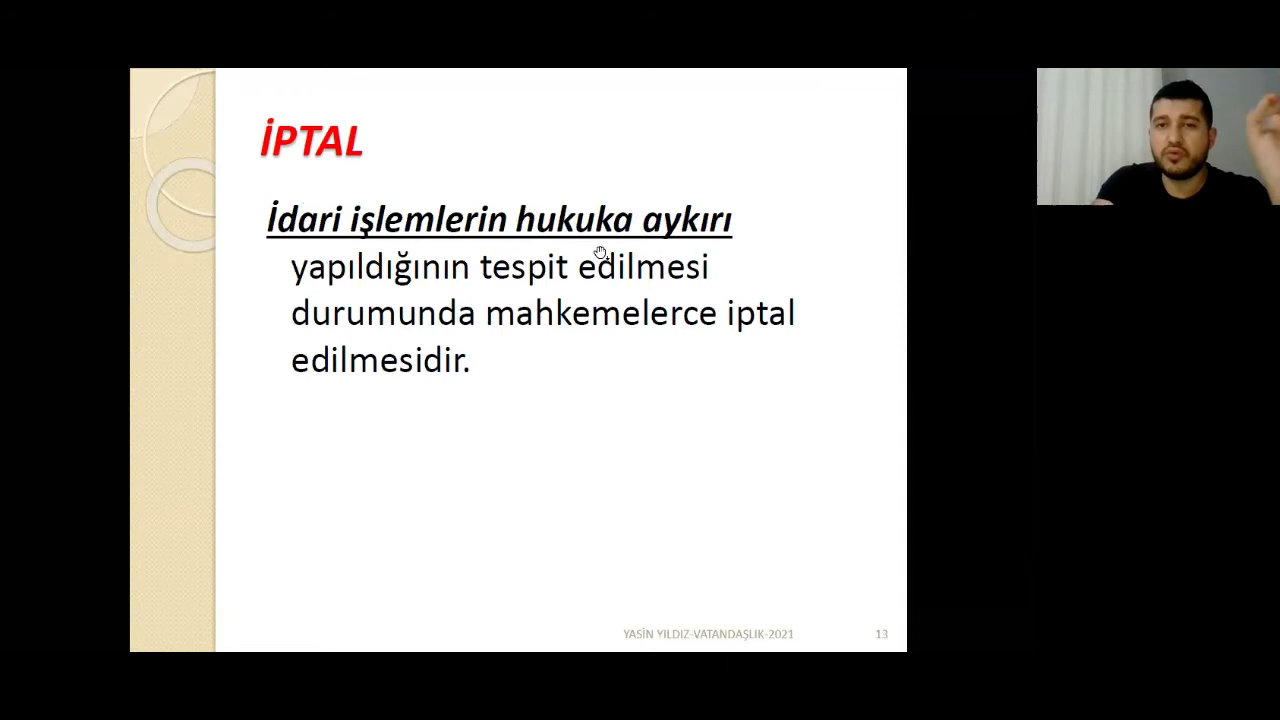 İPTAL
İdari işlemlerin hukuka aykırı
yapıldığının tespit edilmesi
durumunda mahkemelerce iptal
edilmesidir.
YASİN YILDIZ-VATANDAŞLIK-2021
13